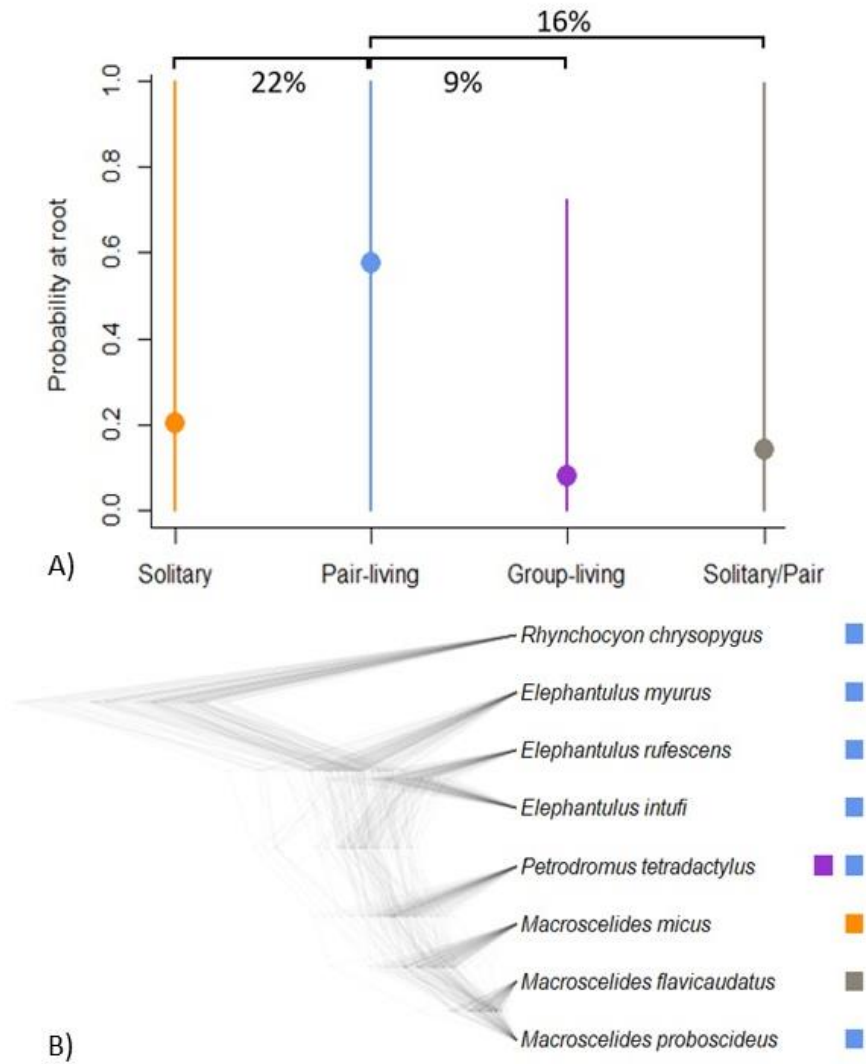 16%
22%
9%
1.0
0.8
0.6
0.4
0.2
0.0
Probability at root
A)
Solitary
Pair-living
Group-living
Solitary/Pair
Rhynchocyon chrysopygus
Elephantulus myurus
Elephantulus rufescens
Elephantulus intufi
Petrodromus tetradactylus
Macroscelides micus
Macroscelides flavicaudatus
Macroscelides proboscideus
B)